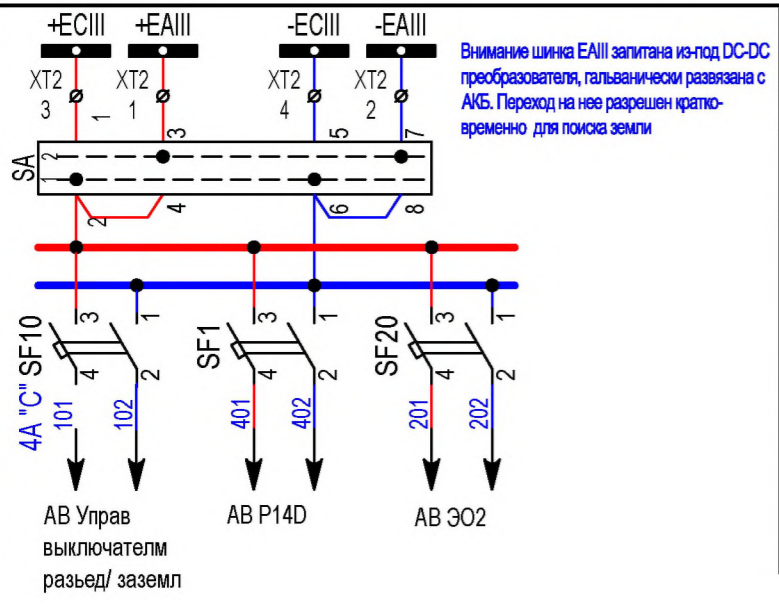 +ECIII +EAIII -ECIII -EAIII
Внимание шинка EAIII запитана из-под DC-DC
преобразователя, гальванически развязана с
АКБ. Переход на нее разрешен кратко-
временно для поиска земли
XT2 XT2 XT2 XT2
3 1 4 2
1 3 5 7
SA
2
1
2 4 6 8
SF10 3 1 SF1 3 1 SF20 3 1
4 2 4 2 4 2
4A "C" 101 102 401 402 201 202
АВ Управ
выключателм
разьед/ заземл
АВ P14D
АВ ЭО2